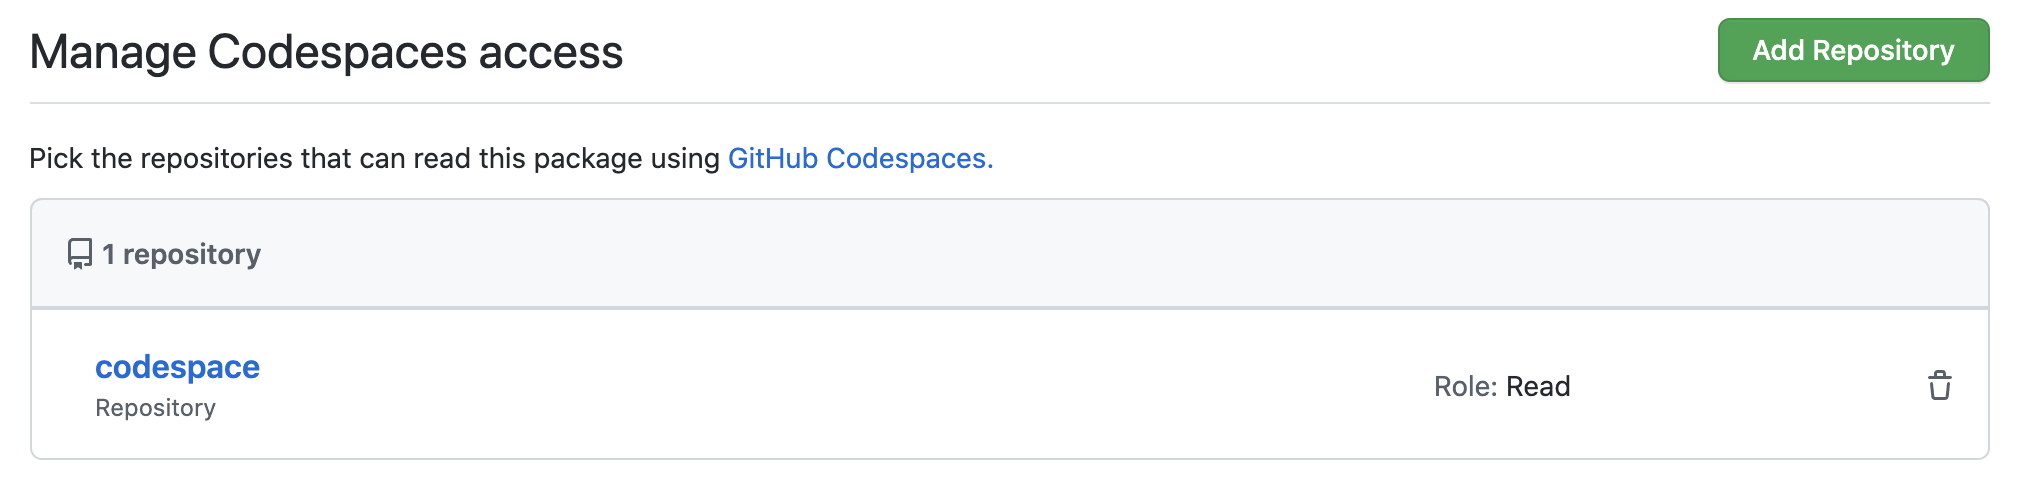 Manage Codespaces access
Add Repository
Pick the repositories that can read this package using GitHub Codespaces.
1 repository
codespace
Repository
Role: Read